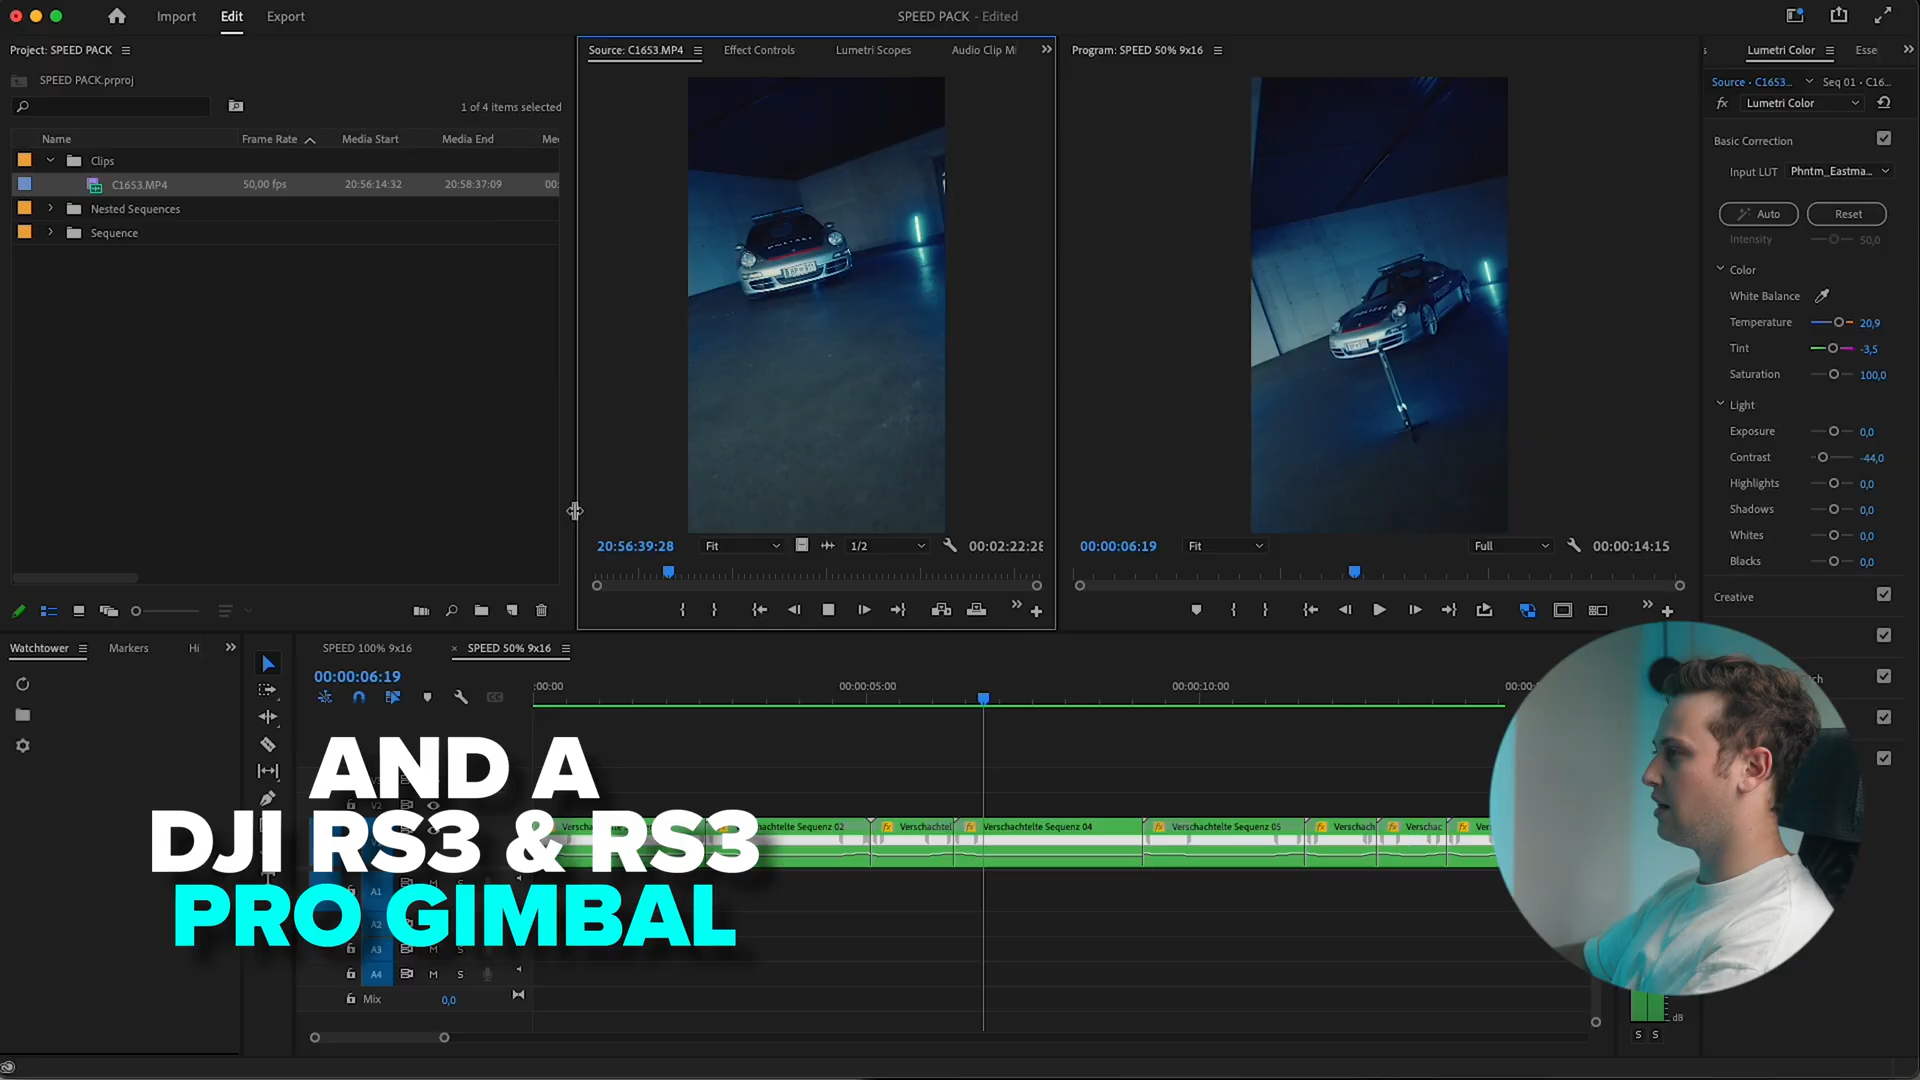 Import
Edit
Export
SPEED PACK - Edited
Project: SPEED PACK
SPEED PACK.prproj
1 of 4 items selected
Name
Frame Rate
Media Start
Media End
Clips
C1653.MP4
50,00 fps
20:56:14:32
20:58:37:09
00:
Nested Sequences
Sequence
Source: C1653.MP4
Effect Controls
Lumetri Scopes
Audio Clip Mi
POLIZEI
20:56:39:28
Fit
1/2
00:02:22:28
Program: SPEED 50% 9x16
00:00:06:19
Fit
Full
00:00:14:15
Lumetri Color
Esse
Source · C1653...
Seq 01 · C16...
fx
Lumetri Color
Basic Correction
Input LUT
Phntm_Eastma...
Auto
Reset
Intensity
50,0
Color
White Balance
Temperature
20,9
Tint
-3,5
Saturation
100,0
Light
Exposure
0,0
Contrast
-44,0
Highlights
0,0
Shadows
0,0
Whites
0,0
Blacks
0,0
Creative
Watchtower
Markers
Hi
SPEED 100% 9x16
× SPEED 50% 9x16
00:00:06:19
:00:00
00:00:05:00
00:00:10:00
V2
fx Verschachtel
fx Verschachtelte Sequenz 04
fx Verschachtelte Sequenz 05
fx Verschach
fx Verschac
fx Ver
AND A
DJI RS3 & RS3
PRO GIMBAL
A1
A2
A3
M
S
A4
M
S
Mix
0,0
dB
S
S